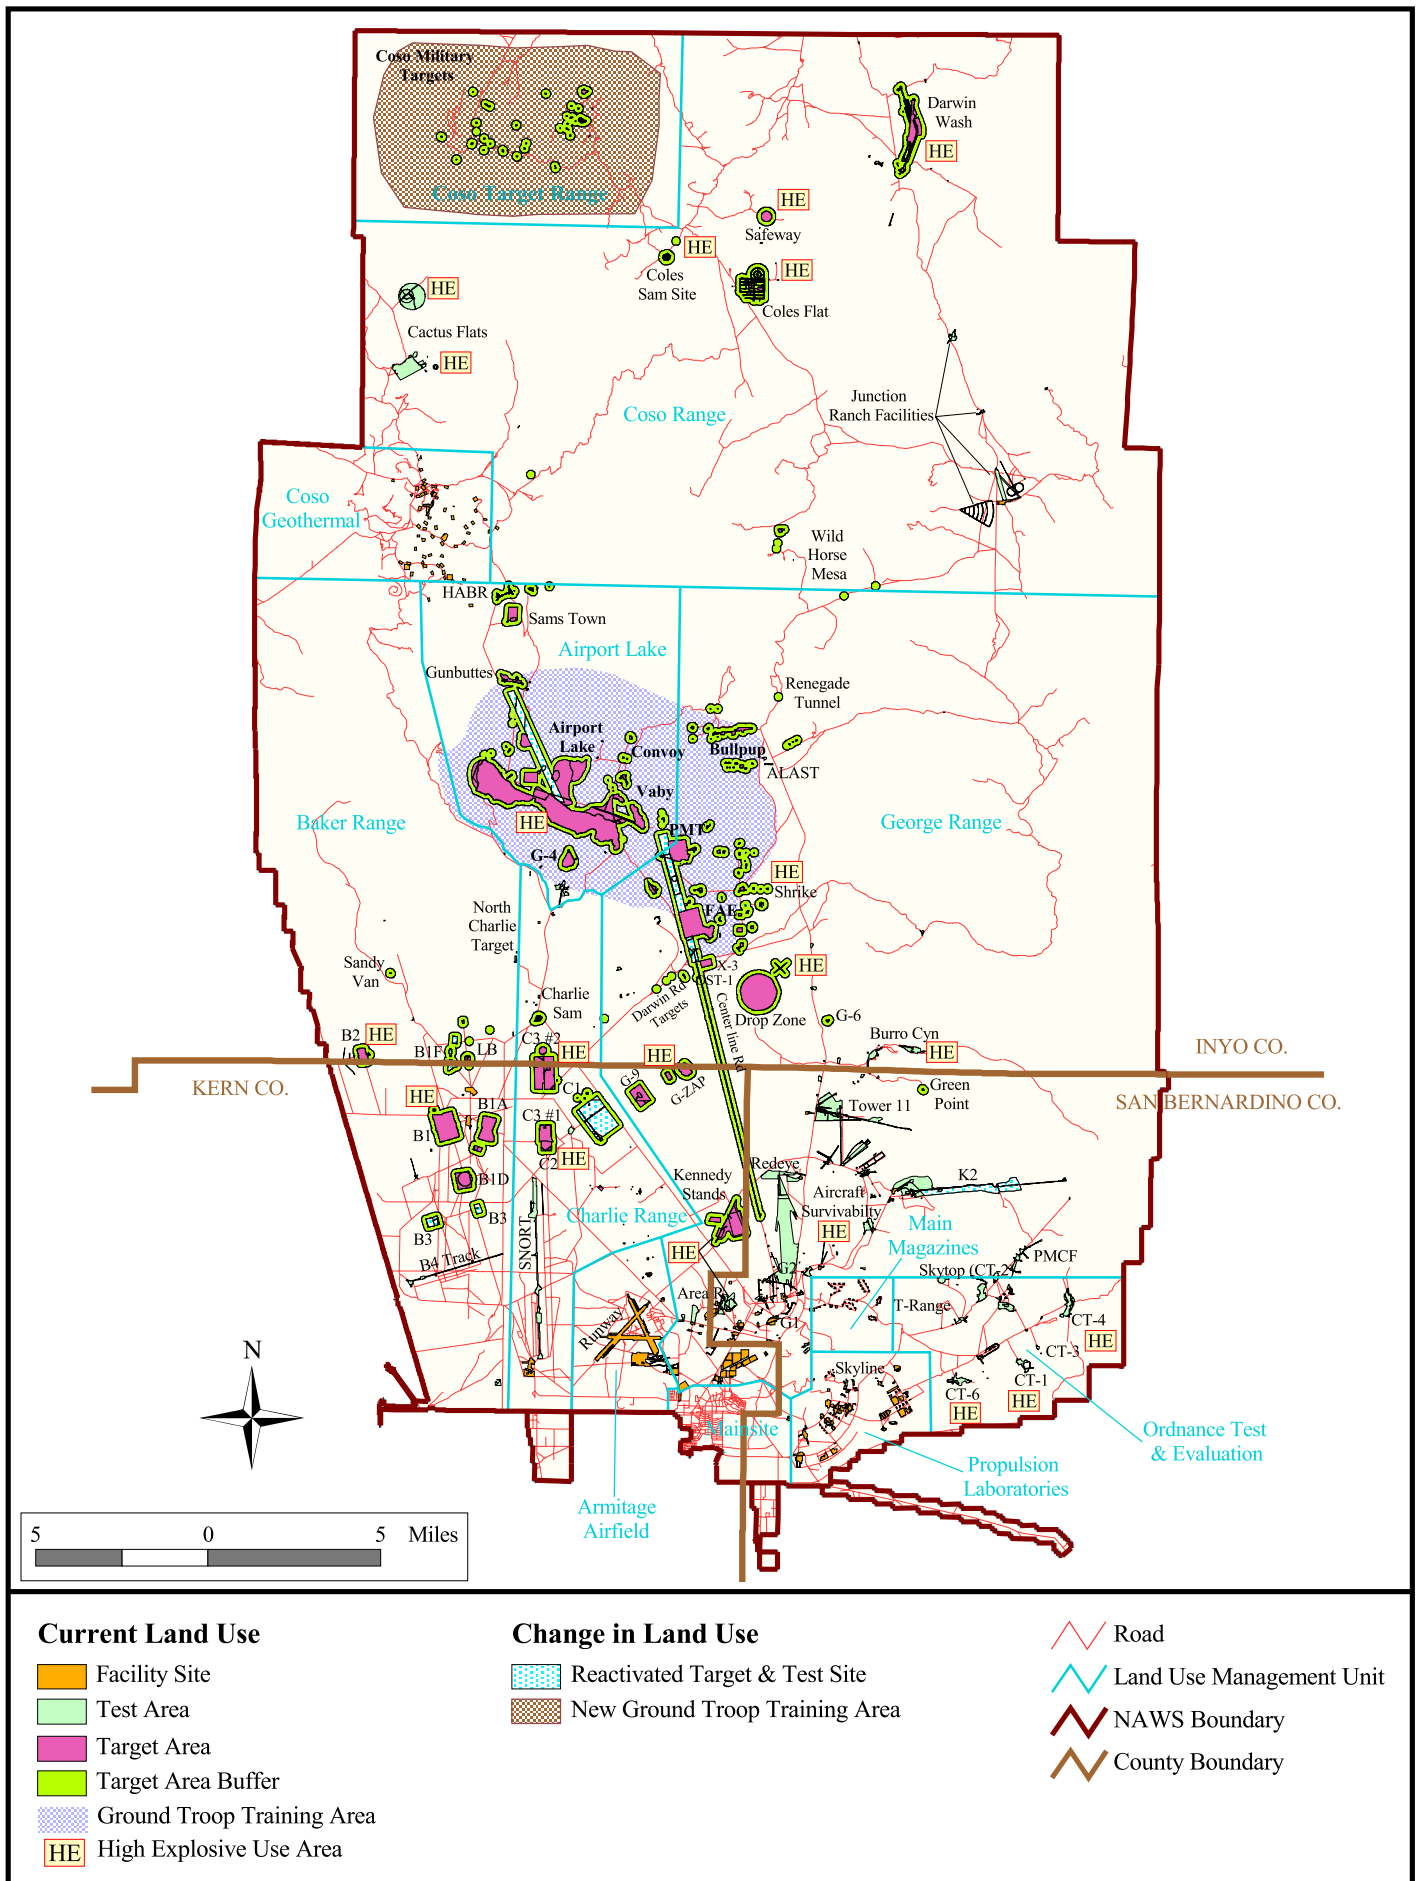 Coso Military
Targets
Coso Target Range
Darwin
Wash
HE
HE
Safeway
HE
Coles
Sam Site
HE
Coles Flat
HE
Cactus Flats
HE
Junction
Ranch Facilities
Coso Range
Coso
Geothermal
Wild
Horse
Mesa
HABR
Sams Town
Airport Lake
Gunbuttes
Renegade
Tunnel
Airport
Lake
Convoy
Bullpup
ALAST
Vaby
Baker Range
HE
PMT
George Range
G-4
HE
Shrike
North
Charlie
Target
FAE
Sandy
Van
X-3
OST-1
HE
Darwin Rd
Targets
Center line Rd
Drop Zone
G-6
Charlie
Sam
B2
HE
B1F
LB
C3 #2
HE
HE
Burro Cyn
HE
INYO CO.
KERN CO.
SAN BERNARDINO CO.
C1
G-9
G-ZAP
Green
Point
HE
B1A
B1
C3 #1
C2
HE
Tower 11
B1D
Redeye
K2
Kennedy
Stands
Aircraft
Survivabilty
HE
B3
B3
Charlie Range
Main
Magazines
B4 Track
SNORT
HE
PMCF
Skytop (CT-2)
G2
Area R
G1
T-Range
CT-4
HE
Runway
CT-3
Skyline
CT-1
HE
CT-6
HE
N
Mainsite
Ordnance Test
& Evaluation
Propulsion
Laboratories
Armitage
Airfield
5 0 5 Miles
Current Land Use
Facility Site
Test Area
Target Area
Target Area Buffer
Ground Troop Training Area
HE High Explosive Use Area
Change in Land Use
Reactivated Target & Test Site
New Ground Troop Training Area
Road
Land Use Management Unit
NAWS Boundary
County Boundary